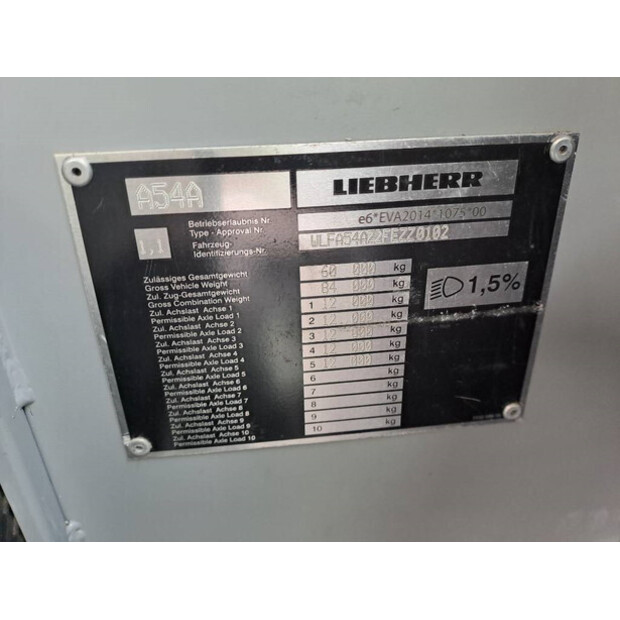 A54A
LIEBHERR
Betriebserlaubnis Nr.
Type - Approval Nr.
e6*EVA2014*1075*00
1,1
Fahrzeug-
Identifizierungs-Nr.
Zulässiges Gesamtgewicht
Gross Vehicle Weight
60 000 kg
Zul. Zug-Gesamtgewicht
Gross Combination Weight
84 000 kg
Zul. Achslast Achse 1
Permissible Axle Load 1
1 12 000 kg
Zul. Achslast Achse 2
Permissible Axle Load 2
2 12 000 kg
Zul. Achslast Achse 3
Permissible Axle Load 3
3 12 000 kg
Zul. Achslast Achse 4
Permissible Axle Load 4
4 12 000 kg
Zul. Achslast Achse 5
Permissible Axle Load 5
5 12 000 kg
Zul. Achslast Achse 6
Permissible Axle Load 6
6 kg
Zul. Achslast Achse 7
Permissible Axle Load 7
7 kg
Zul. Achslast Achse 8
Permissible Axle Load 8
8 kg
Zul. Achslast Achse 9
Permissible Axle Load 9
9 kg
Zul. Achslast Achse 10
Permissible Axle Load 10
10 kg
1,5%